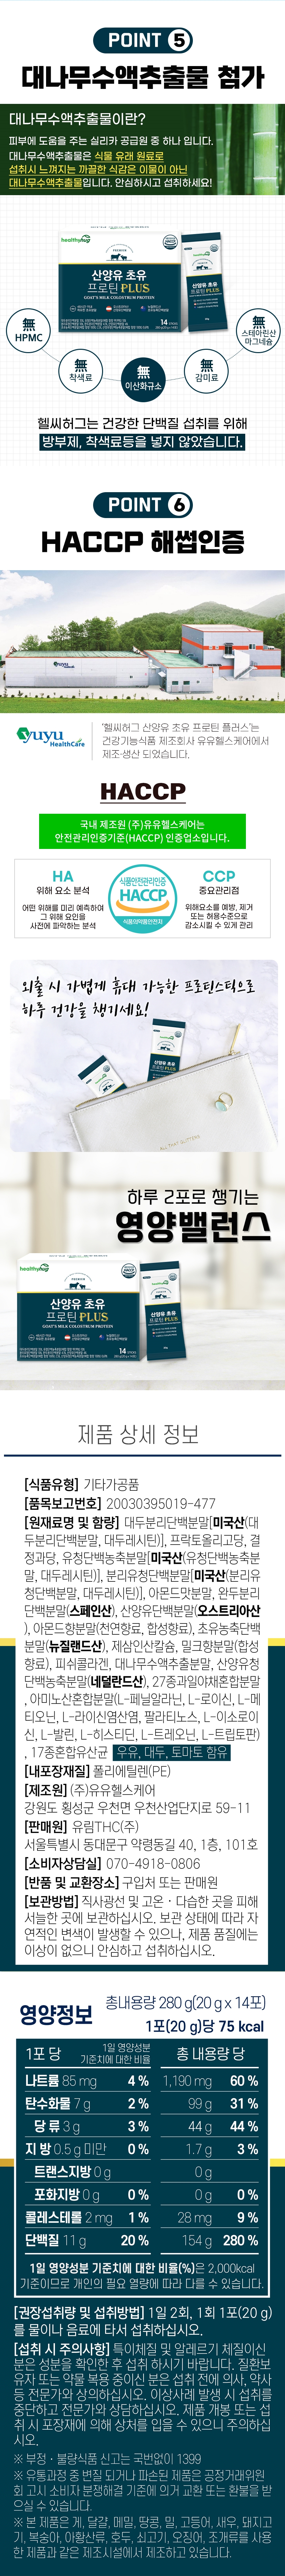 POINT 5
대나무수액추출물 첨가
대나무수액추출물이란?
피부에 도움을 주는 실리카 공급원 중 하나 입니다.
대나무수액추출물은 식물 유래 원료로
섭취시 느껴지는 까끌한 식감은 이물이 아닌
대나무수액추출물입니다. 안심하시고 섭취하세요!
healthyhug
PREMIUM
산양유 초유
프로틴 PLUS
GOAT'S MILK COLOSTRUM PROTEIN
14
산양유 초유
프로틴 PLUS
無
HPMC
無
착색료
無
이산화규소
無
감미료
無
스테아린산
마그네슘
헬씨허그는 건강한 단백질 섭취를 위해
방부제, 착색료등을 넣지 않았습니다.
POINT 6
HACCP 해썹인증
yuyu
yuyu
HealthCare
'헬씨허그 산양유 초유 프로틴 플러스'는
건강기능식품 제조회사 유유헬스케어에서
제조·생산 되었습니다.
HACCP
국내 제조원 (주)유유헬스케어는
안전관리인증기준(HACCP) 인증업소입니다.
HA
위해 요소 분석
어떤 위해를 미리 예측하여
그 위해 요인을
사전에 파악하는 분석
식품안전관리인증
HACCP
식품의약품안전처
CCP
중요관리점
위해요소를 예방, 제거
또는 허용수준으로
감소시킬 수 있게 관리
외출 시 가볍게 휴대 가능한 프로틴스틱으로
하루 건강을 챙기세요!
하루 2포로 챙기는
영양밸런스
healthyhug
PREMIUM
산양유 초유
프로틴 PLUS
GOAT'S MILK COLOSTRUM PROTEIN
14
산양유 초유
프로틴 PLUS
제품 상세 정보
[식품유형] 기타가공품
[품목보고번호] 20030395019-477
[원재료명 및 함량] 대두분리단백분말[미국산(대
두분리단백분말, 대두레시틴)], 프락토올리고당, 결
정과당, 유청단백농축분말[미국산(유청단백농축분
말, 대두레시틴)], 분리유청단백분말[미국산(분리유
청단백분말, 대두레시틴)], 아몬드맛분말, 완두분리
단백분말(스페인산), 산양유단백분말(오스트리아산
), 아몬드향분말(천연향료, 합성향료), 초유농축단백
분말(뉴질랜드산), 제삼인산칼슘, 밀크향분말(합성
향료), 피쉬콜라겐, 대나무수액추출분말, 산양유청
단백농축분말(네덜란드산), 27종과일야채혼합분말
, 아미노산혼합분말(L-페닐알라닌, L-로이신, L-메
티오닌, L-라이신염산염, 팔라티노스, L-이소로이
신, L-발린, L-히스티딘, L-트레오닌, L-트립토판)
, 17종혼합유산균 우유, 대두, 토마토 함유
[내포장재질] 폴리에틸렌(PE)
[제조원] (주)유유헬스케어
강원도 횡성군 우천면 우천산업단지로 59-11
[판매원] 유림THC(주)
서울특별시 동대문구 약령동길 40, 1층, 101호
[소비자상담실] 070-4918-0806
[반품 및 교환장소] 구입처 또는 판매원
[보관방법] 직사광선 및 고온·다습한 곳을 피해
서늘한 곳에 보관하십시오. 보관 상태에 따라 자
연적인 변색이 발생할 수 있으나, 제품 품질에는
이상이 없으니 안심하고 섭취하십시오.
영양정보
총내용량 280 g(20 g x 14포)
1포(20 g)당 75 kcal
1포 당 1일 영양성분 기준치에 대한 비율 총 내용량 당
나트륨 85 mg 4 % 1,190 mg 60 %
탄수화물 7 g 2 % 99 g 31 %
당 류 3 g 3 % 44 g 44 %
지 방 0.5 g 미만 0 % 1.7 g 3 %
트랜스지방 0 g 0 g
포화지방 0 g 0 % 0 g 0 %
콜레스테롤 2 mg 1 % 28 mg 9 %
단백질 11 g 20 % 154 g 280 %
1일 영양성분 기준치에 대한 비율(%)은 2,000kcal
기준이므로 개인의 필요 열량에 따라 다를 수 있습니다.
[권장섭취량 및 섭취방법] 1일 2회, 1회 1포(20 g)
를 물이나 음료에 타서 섭취하십시오.
[섭취 시 주의사항] 특이체질 및 알레르기 체질이신
분은 성분을 확인한 후 섭취 하시기 바랍니다. 질환보
유자 또는 약물 복용 중이신 분은 섭취 전에 의사, 약사
등 전문가와 상의하십시오. 이상사례 발생 시 섭취를
중단하고 전문가와 상담하십시오. 제품 개봉 또는 섭
취 시 포장재에 의해 상처를 입을 수 있으니 주의하십
시오.
※ 부정·불량식품 신고는 국번없이 1399
※ 유통과정 중 변질 되거나 파손된 제품은 공정거래위원
회 고시 소비자 분쟁해결 기준에 의거 교환 또는 환불을 받
으실 수 있습니다.
※ 본 제품은 게, 달걀, 메밀, 땅콩, 밀, 고등어, 새우, 돼지고
기, 복숭아, 아황산류, 호두, 쇠고기, 오징어, 조개류를 사용
한 제품과 같은 제조시설에서 제조하고 있습니다.